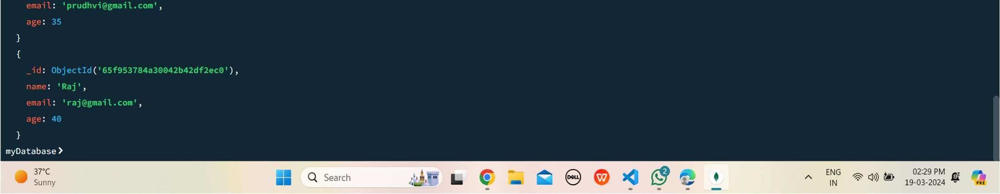 email: 'prudhvi@gmail.com',
age: 35
}
{
_id: ObjectId('65f953784a30042b42df2ec0'),
name: 'Raj',
email: 'raj@gmail.com',
age: 40
}
myDatabase>
37°C
Sunny
Search
DELL
W
2
ENG
IN
02:29 PM
19-03-2024
PRE